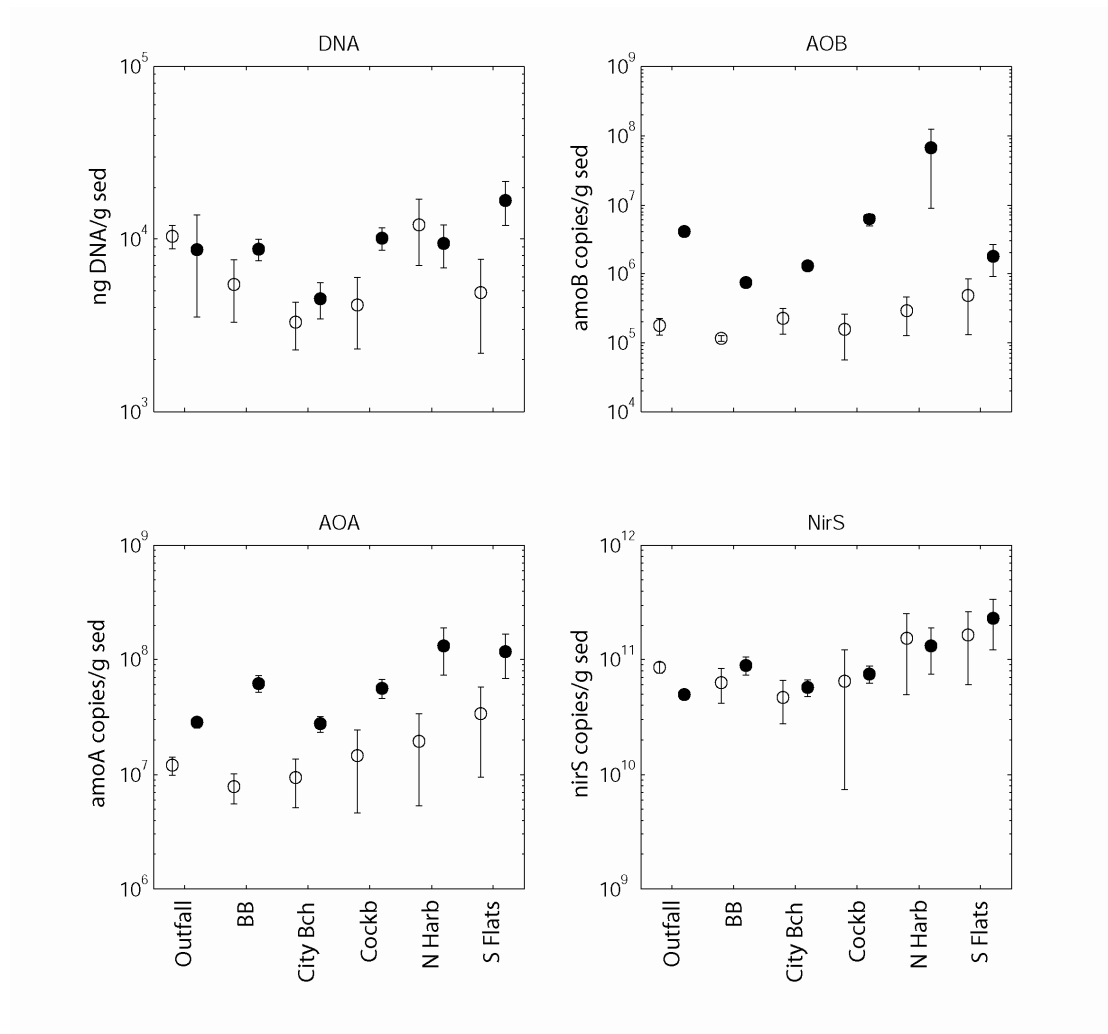 DNA
10^5
10^4
10^3
ng DNA/g sed
AOB
10^9
10^8
10^7
10^6
10^5
10^4
amoB copies/g sed
AOA
10^9
10^8
10^7
10^6
amoA copies/g sed
Outfall
BB
City Bch
Cockb
N Harb
S Flats
NirS
10^12
10^11
10^10
10^9
nirS copies/g sed
Outfall
BB
City Bch
Cockb
N Harb
S Flats